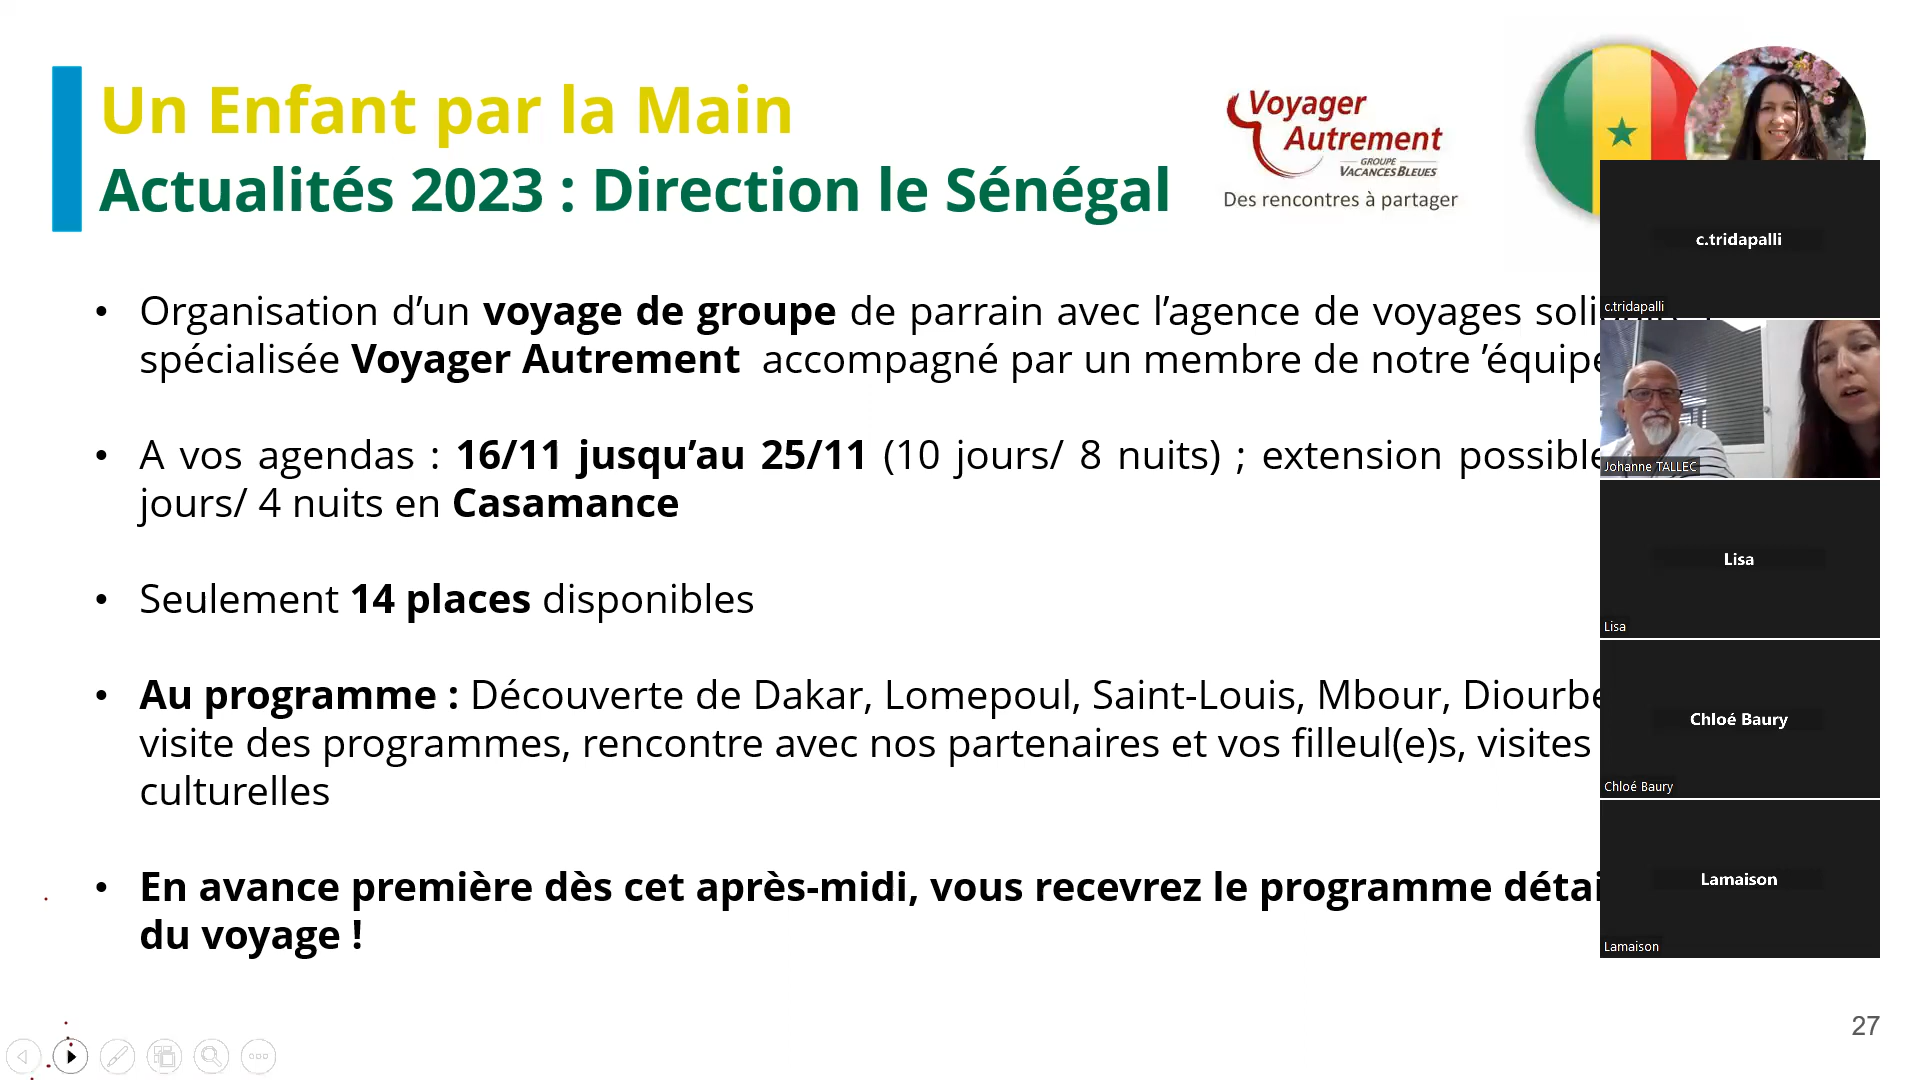 Un Enfant par la Main
Actualités 2023 : Direction le Sénégal
Voyager
Autrement
GROUPE
VACANCES BLEUES
Des rencontres à partager
Organisation d’un voyage de groupe de parrain avec l’agence de voyages
spécialisée Voyager Autrement accompagné par un membre de notre ’équipe
A vos agendas : 16/11 jusqu’au 25/11 (10 jours/ 8 nuits) ; extension possible
jours/ 4 nuits en Casamance
Seulement 14 places disponibles
Au programme : Découverte de Dakar, Lomepoul, Saint-Louis, Mbour,
visite des programmes, rencontre avec nos partenaires et vos filleul(e)s, visites
culturelles
En avance première dès cet après-midi, vous recevrez le programme
du voyage !
c.tridapalli
c.tridapalli
Johanne TALLEC
Lisa
Lisa
Chloé Baury
Chloé Baury
Lamaison
Lamaison
27